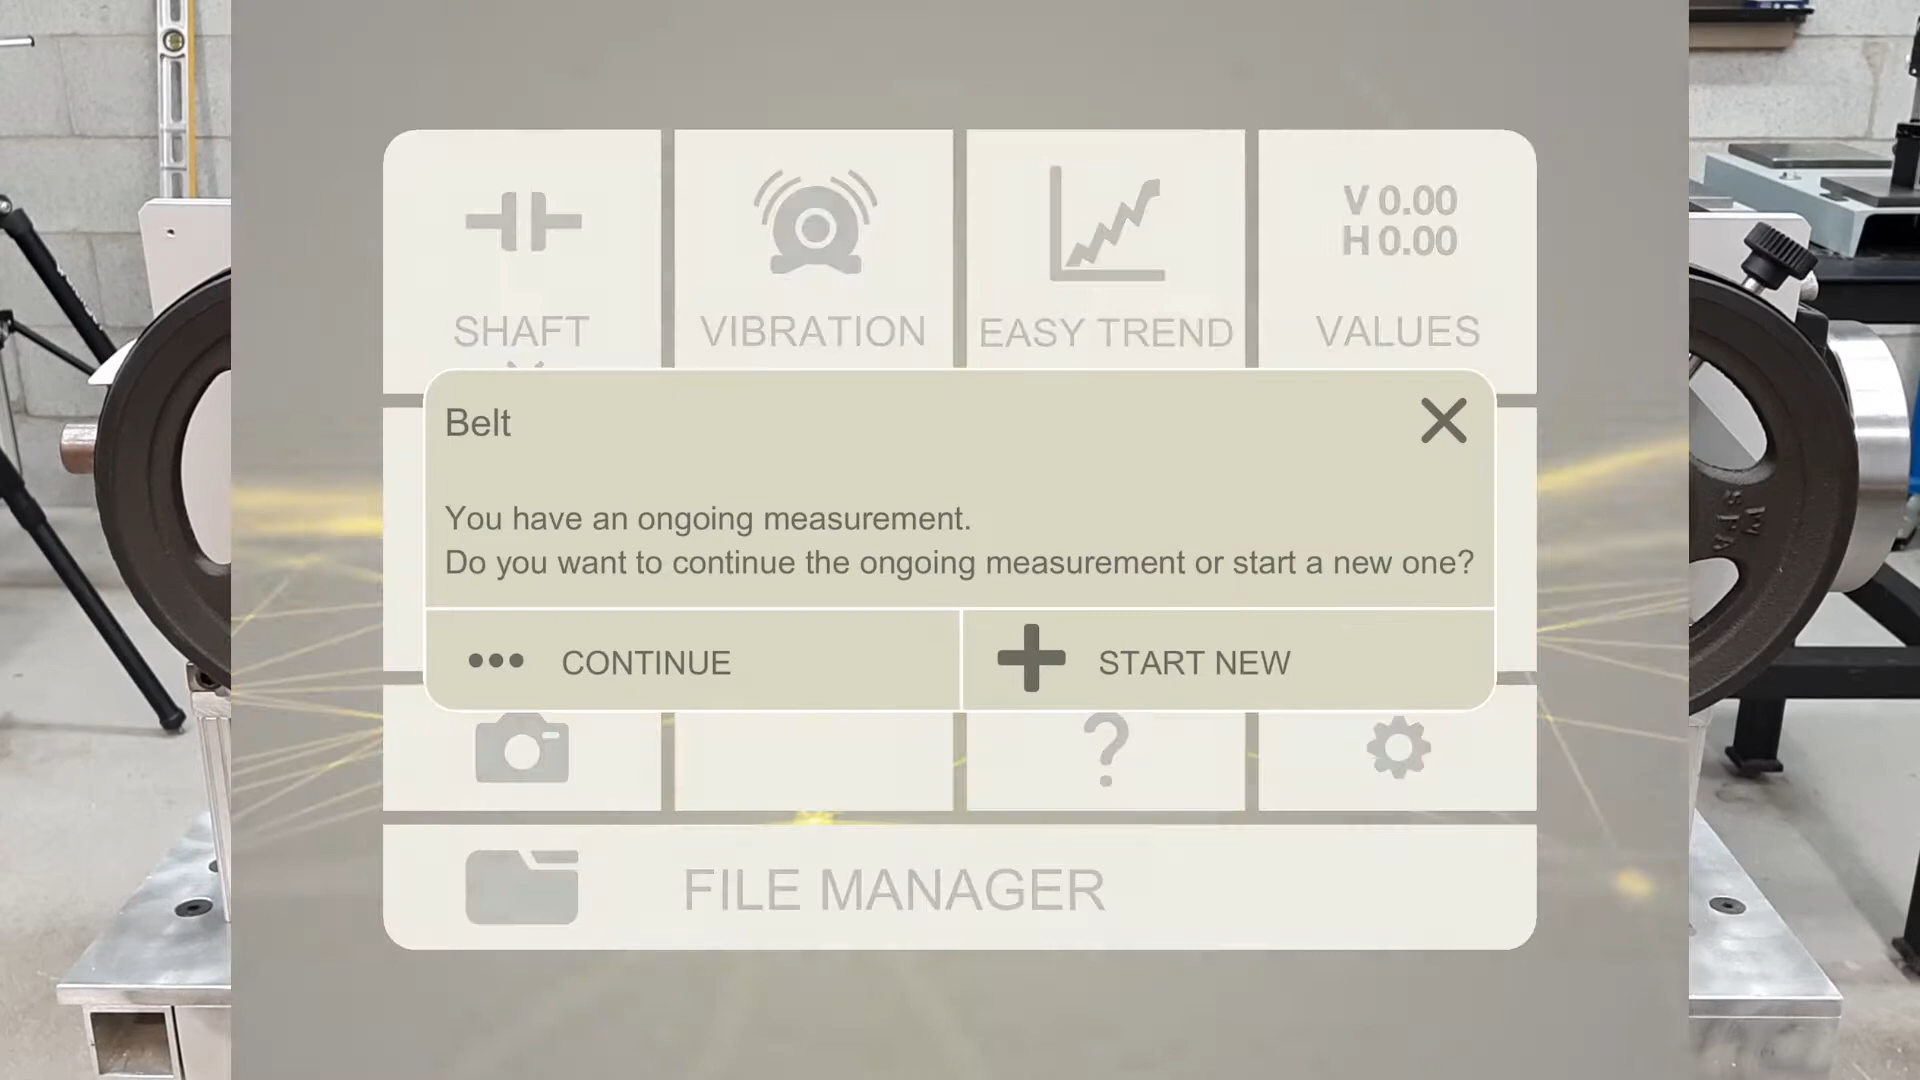 V 0.00
H 0.00
SHAFT
VIBRATION
EASY TREND
VALUES
Belt
You have an ongoing measurement.
Do you want to continue the ongoing measurement or start a new one?
CONTINUE
START NEW
?
FILE MANAGER